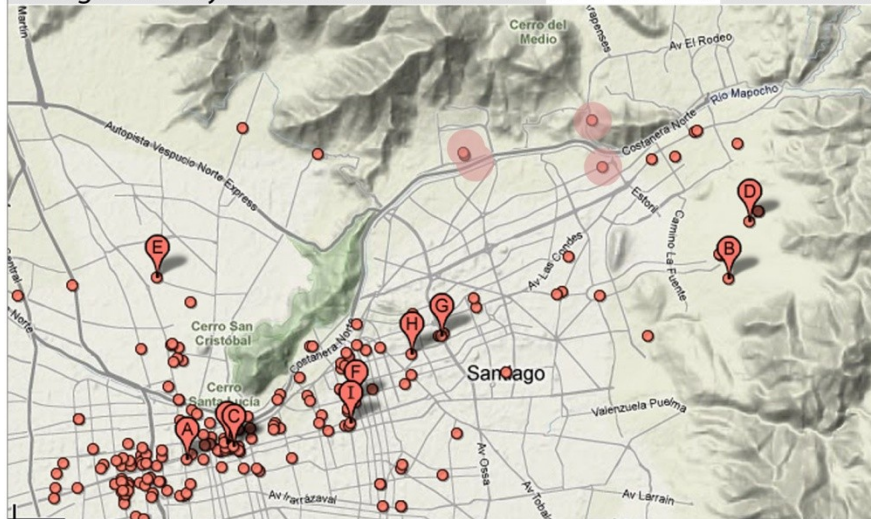 Martin
Cerro del
Medio
Av El Rodeo
Rio Mapocho
Costanera Norte
Autopista Vespucio Norte Express
Estoril
Camino La Fuente
Av Las Condes
Cerro San
Cristóbal
Costanera Norte
Cerro
Santa Lucía
Santiago
Valenzuela Puelma
Av Ossa
Av Irarrázaval
Av Larrain
E
D
B
G
H
F
I
C
A